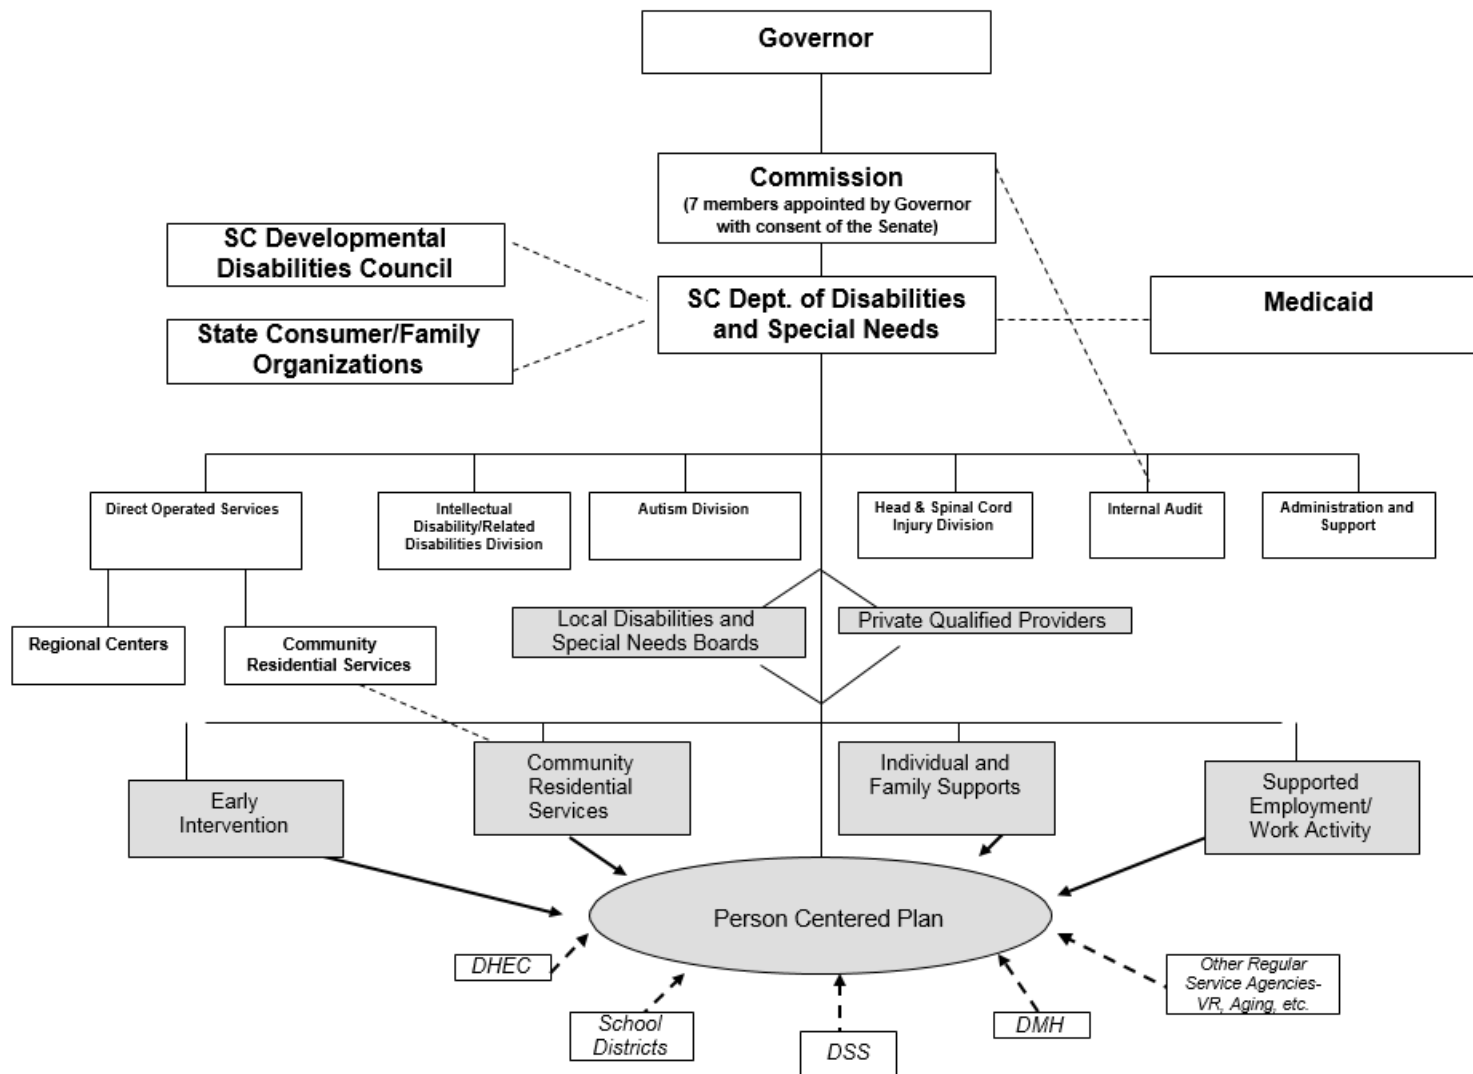 Governor
Commission
(7 members appointed by Governor
with consent of the Senate)
SC Developmental
Disabilities Council
SC Dept. of Disabilities
and Special Needs
Medicaid
State Consumer/Family
Organizations
Direct Operated Services
Intellectual
Disability/Related
Disabilities Division
Autism Division
Head & Spinal Cord
Injury Division
Internal Audit
Administration and
Support
Regional Centers
Community
Residential Services
Local Disabilities and
Special Needs Boards
Private Qualified Providers
Early
Intervention
Community
Residential
Services
Individual and
Family Supports
Supported
Employment/
Work Activity
Person Centered Plan
DHEC
School
Districts
DSS
DMH
Other Regular
Service Agencies-
VR, Aging, etc.